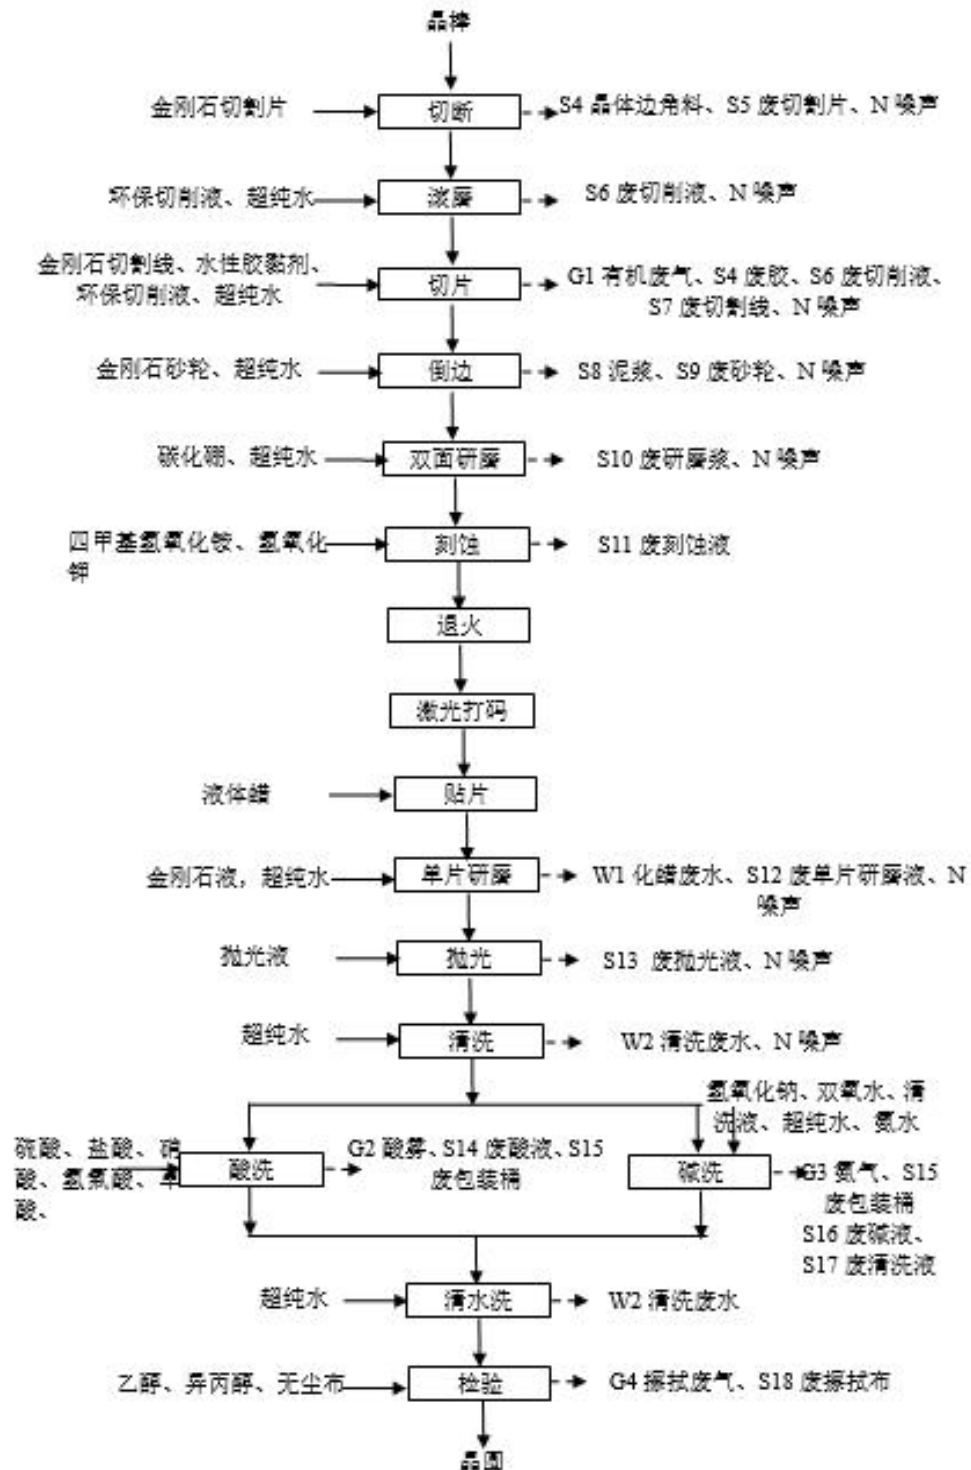 晶棒
金刚石切割片
切断
S4 晶体边角料、S5 废切割片、N 噪声
环保切削液、超纯水
滚磨
S6 废切削液、N 噪声
金刚石切割线、水性胶黏剂、
环保切削液、超纯水
切片
G1 有机废气、S4 废胶、S6 废切削液、
S7 废切割线、N 噪声
金刚石砂轮、超纯水
倒边
S8 泥浆、S9 废砂轮、N 噪声
碳化硼、超纯水
双面研磨
S10 废研磨浆、N 噪声
四甲基氢氧化铵、氢氧化
钾
刻蚀
S11 废刻蚀液
退火
激光打码
液体蜡
贴片
金刚石液，超纯水
单片研磨
W1 化蜡废水、S12 废单片研磨液、N
噪声
抛光液
抛光
S13 废抛光液、N 噪声
超纯水
清洗
W2 清洗废水、N 噪声
氢氧化钠、双氧水、清
洗液、超纯水、氨水
硫酸、盐酸、硝
酸、氢氟酸、草
酸、
酸洗
G2 酸雾、S14 废酸液、S15
废包装桶
碱洗
G3 氨气、S15
废包装桶
S16 废碱液、
S17 废清洗液
超纯水
清水洗
W2 清洗废水
乙醇、异丙醇、无尘布
检验
G4 擦拭废气、S18 废擦拭布
晶圆